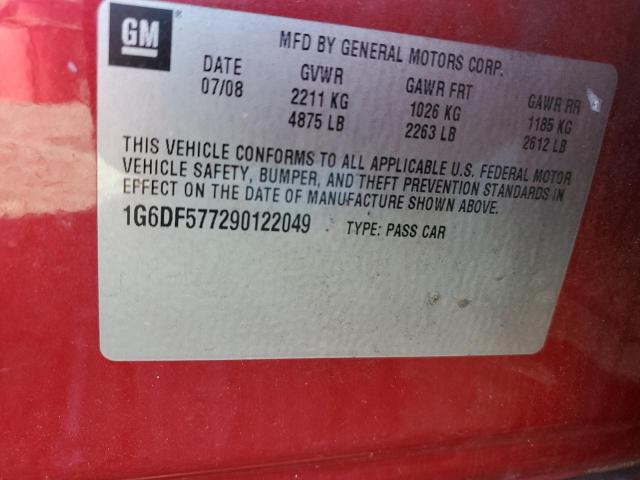 GM
MFD BY GENERAL MOTORS CORP.
DATE GVWR GAWR FRT GAWR RR
07/08 2211 KG 1026 KG 1185 KG
4875 LB 2263 LB 2612 LB
THIS VEHICLE CONFORMS TO ALL APPLICABLE U.S. FEDERAL MOTOR
VEHICLE SAFETY, BUMPER, AND THEFT PREVENTION STANDARDS IN
EFFECT ON THE DATE OF MANUFACTURE SHOWN ABOVE.
1G6DF577290122049 TYPE: PASS CAR